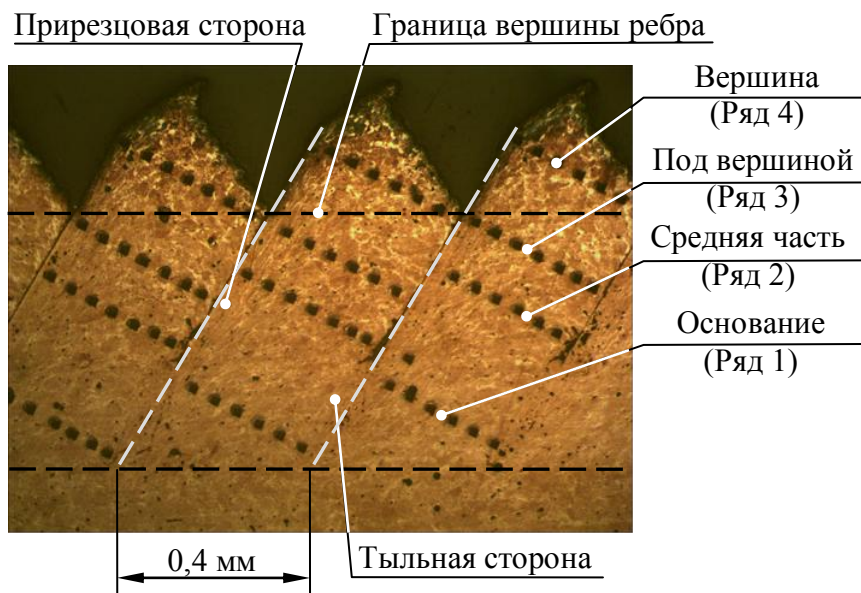 Прирезцовая сторона
Граница вершины ребра
Вершина
(Ряд 4)
Под вершиной
(Ряд 3)
Средняя часть
(Ряд 2)
Основание
(Ряд 1)
0,4 мм
Тыльная сторона